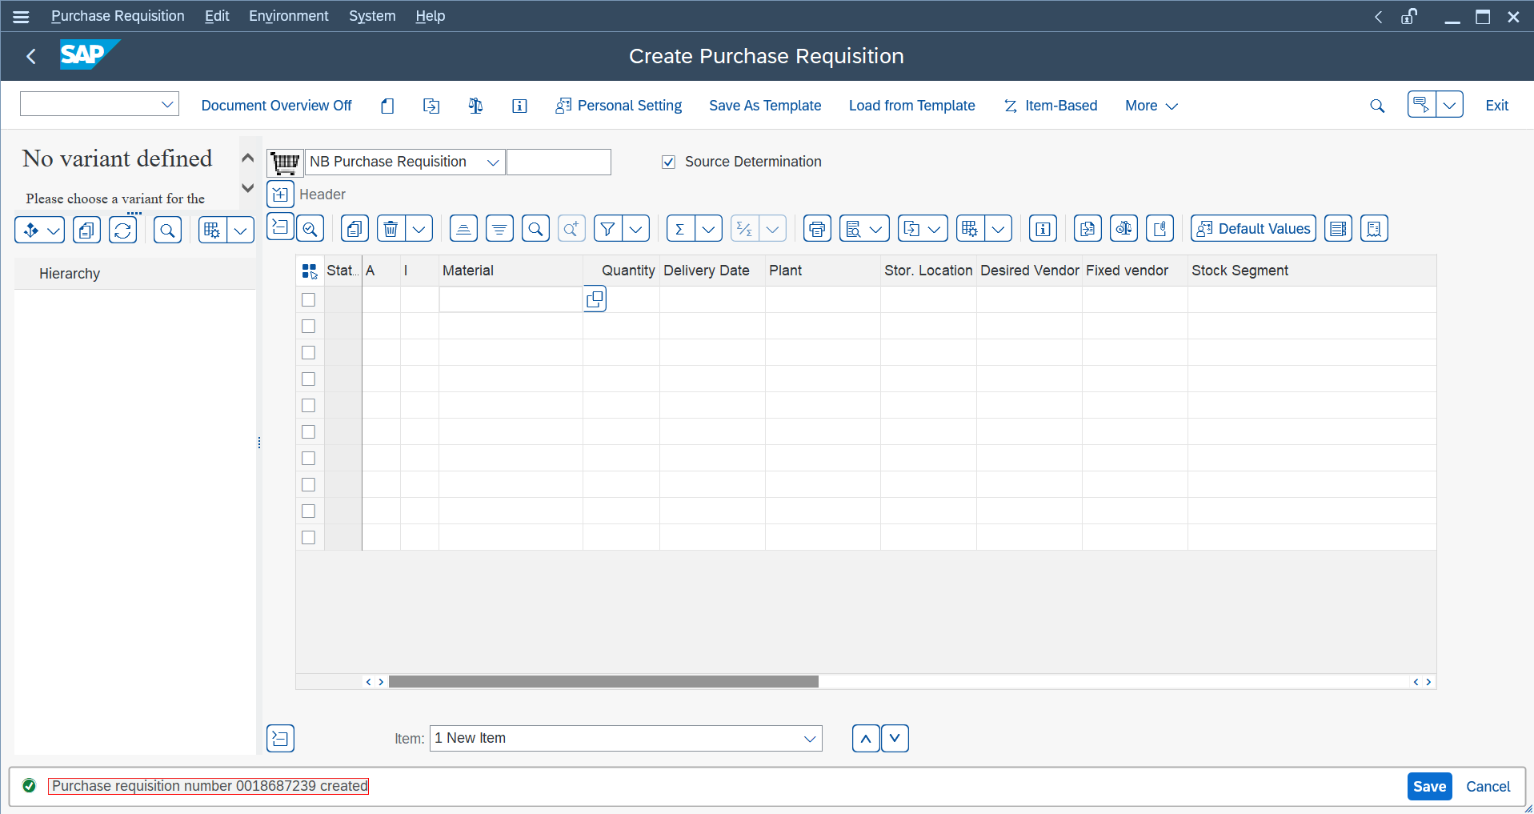 Purchase Requisition Edit Environment System Help
SAP Create Purchase Requisition
Document Overview Off Personal Setting Save As Template Load from Template Item-Based More Exit
No variant defined
Please choose a variant for the
NB Purchase Requisition Source Determination
Header
Default Values
Hierarchy
Stat... A I Material Quantity Delivery Date Plant Stor. Location Desired Vendor Fixed vendor Stock Segment
Item: 1 New Item
Purchase requisition number 0018687239 created Save Cancel